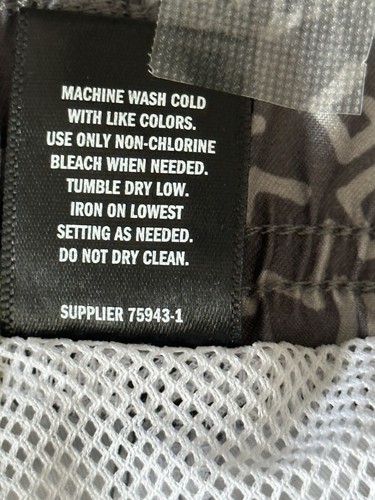 MACHINE WASH COLD
WITH LIKE COLORS.
USE ONLY NON-CHLORINE
BLEACH WHEN NEEDED.
TUMBLE DRY LOW.
IRON ON LOWEST
SETTING AS NEEDED.
DO NOT DRY CLEAN.
SUPPLIER 75943-1